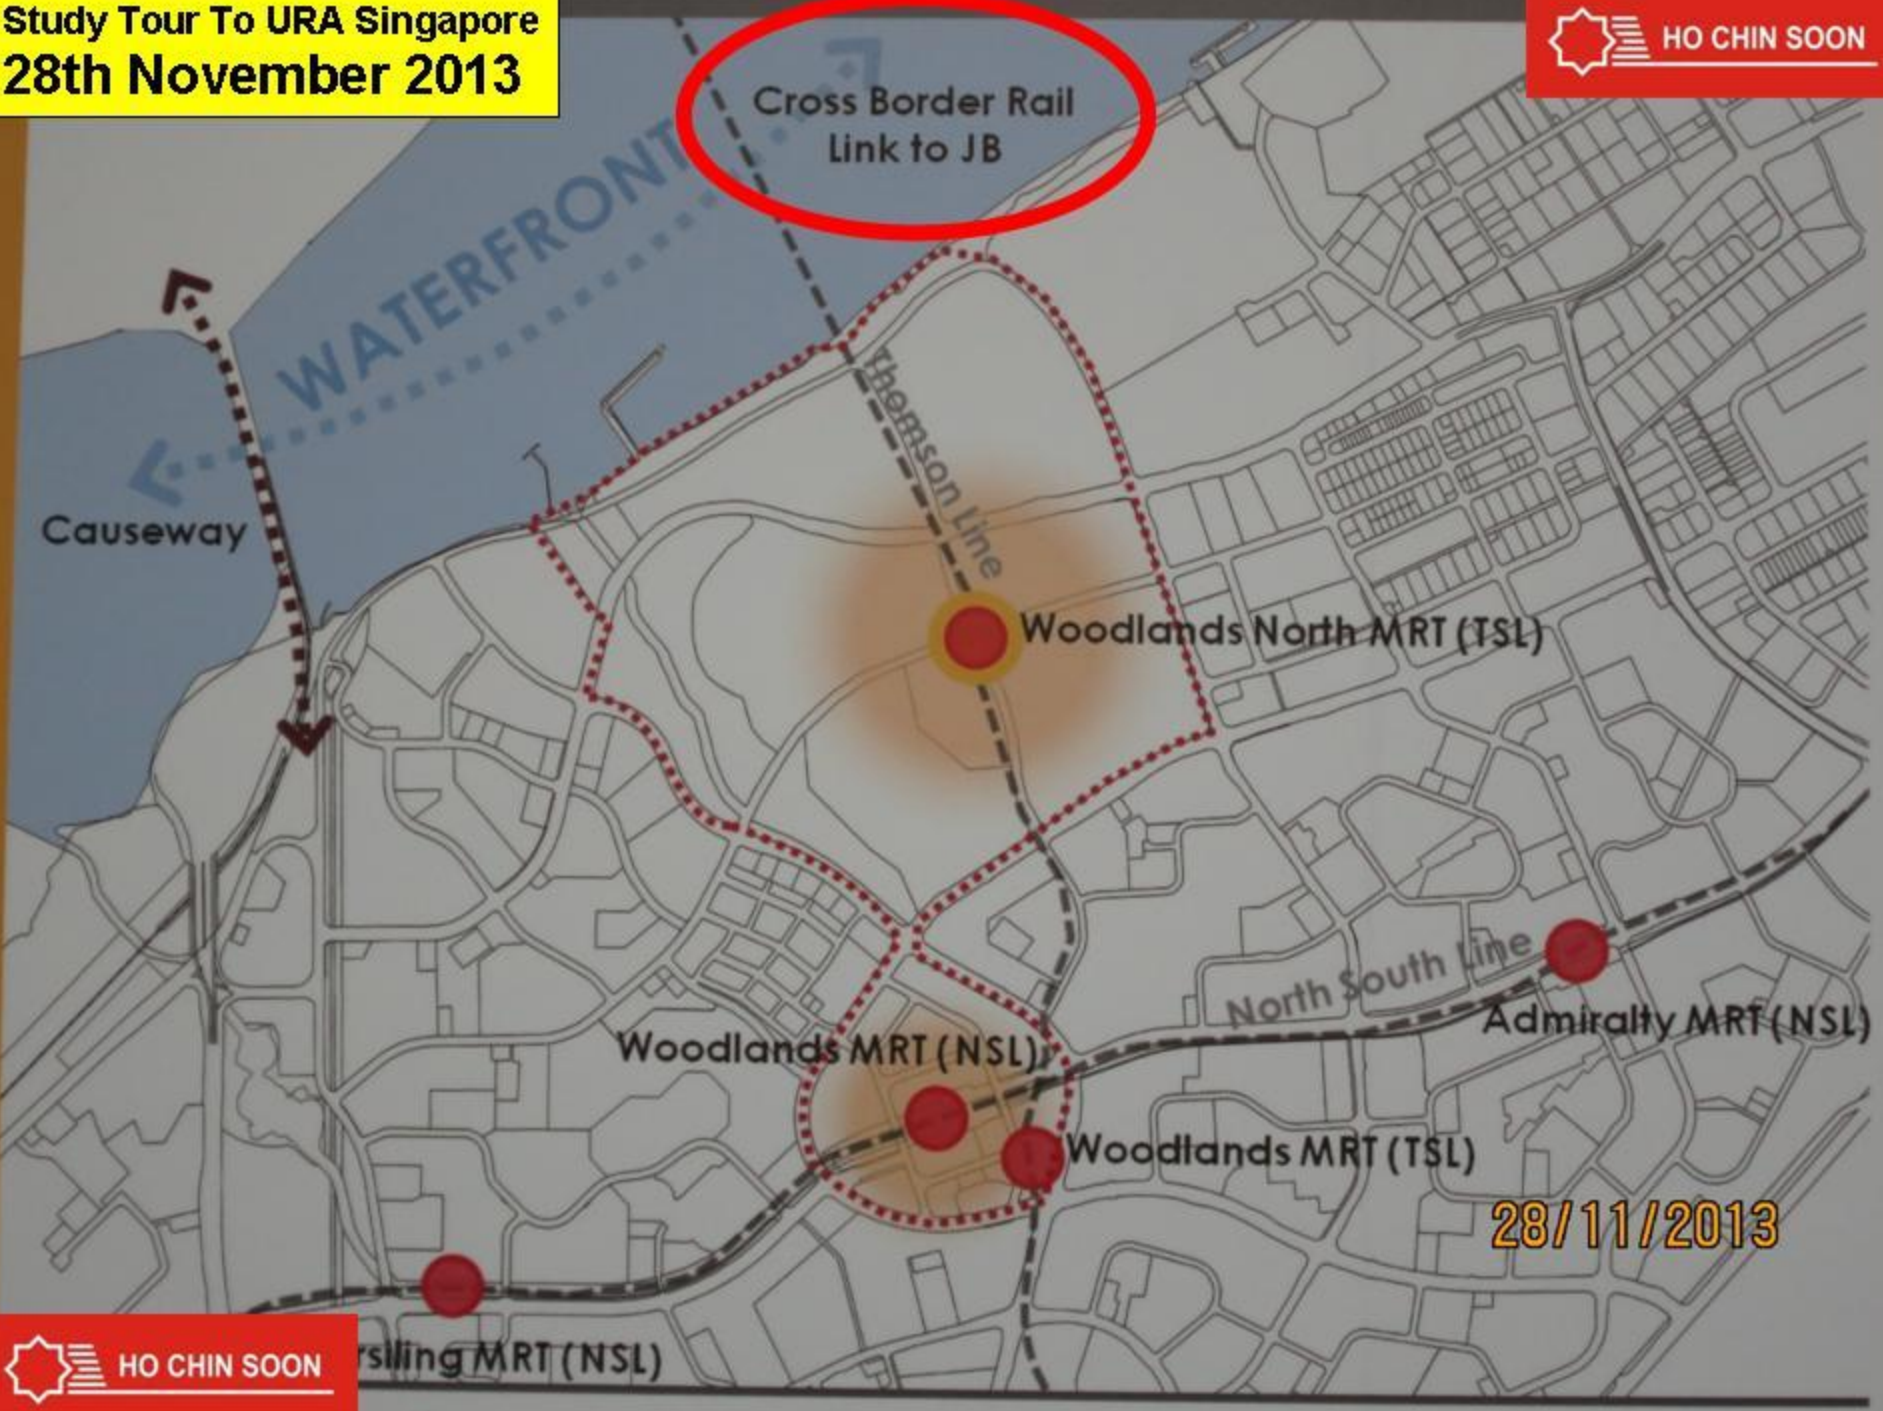 Study Tour To URA Singapore
28th November 2013
HO CHIN SOON
Cross Border Rail
Link to JB
WATERFRONT
Causeway
Thomson Line
Woodlands North MRT (TSL)
North South Line
Admiralty MRT (NSL)
Woodlands MRT (NSL)
Woodlands MRT (TSL)
28/11/2013
rsiling MRT (NSL)
HO CHIN SOON